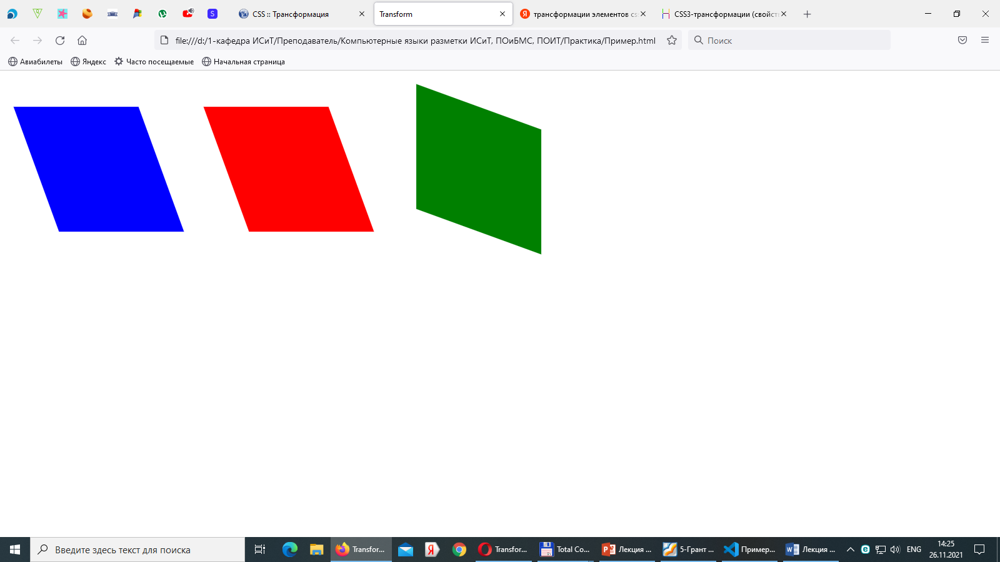 CSS :: Трансформация
Transform
трансформации элементов cs
CSS3-трансформации (свойст
file:///d:/1-кафедра ИСиТ/Преподаватель/Компьютерные языки разметки ИСиТ, ПОиБМС, ПОИТ/Практика/Пример.html
Поиск
Авиабилеты
Яндекс
Часто посещаемые
Начальная страница
Введите здесь текст для поиска
Transfor...
Transfor...
Total Co...
Лекция ...
5-Грант ...
Пример...
Лекция ...
ENG
14:25
26.11.2021